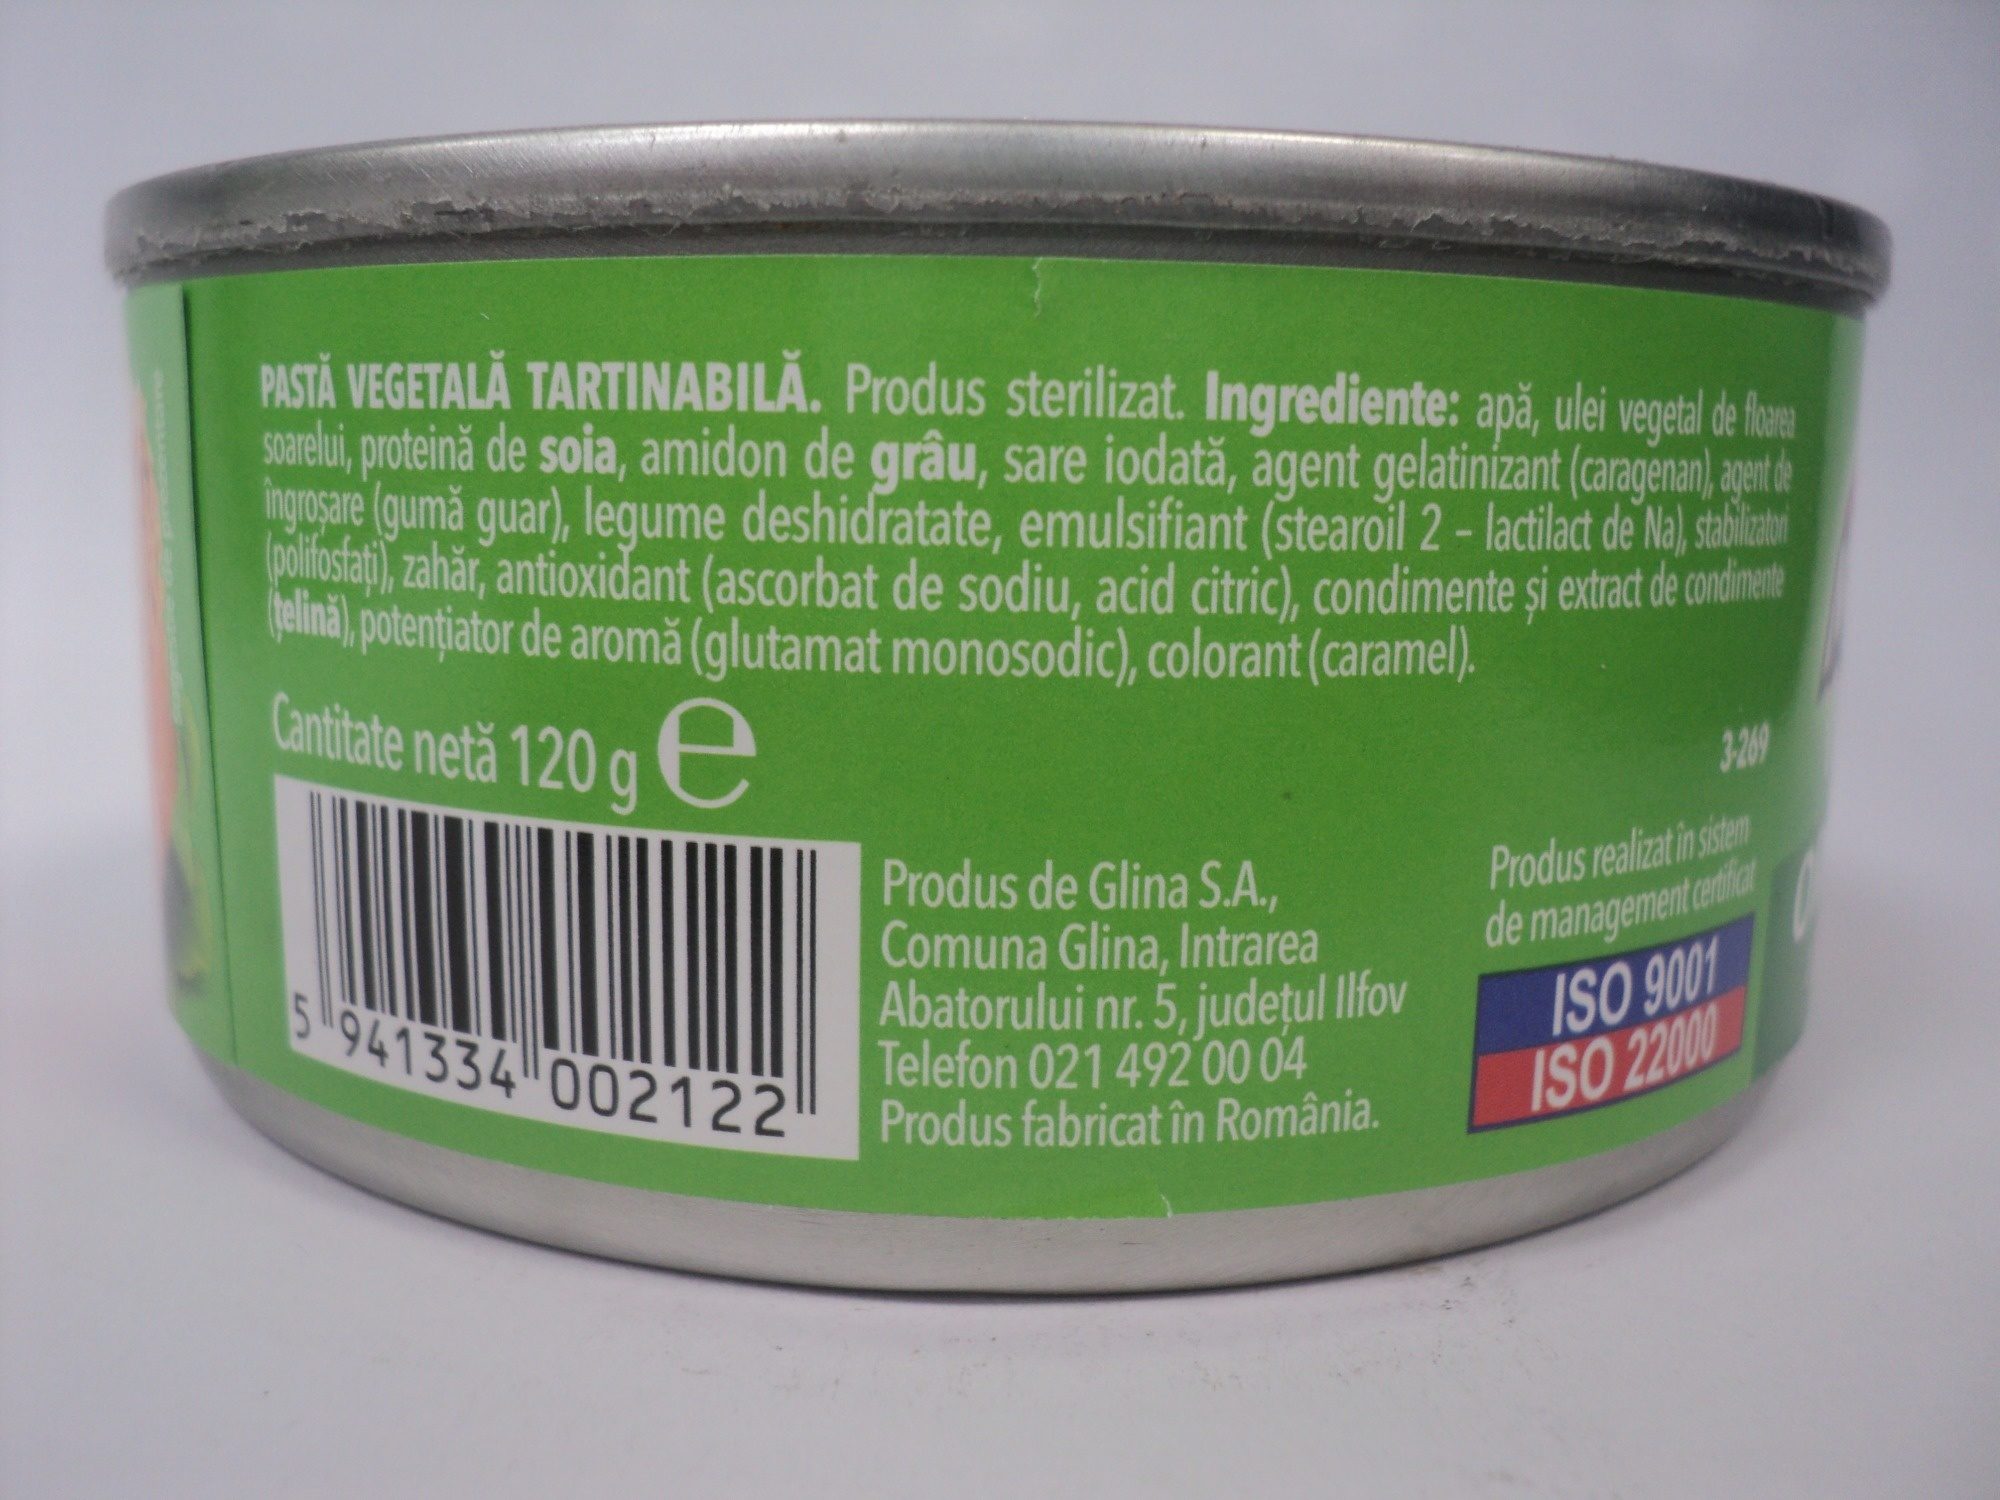 PASTĂ VEGETALĂ TARTINABILĂ. Produs sterilizat. Ingrediente: apă, ulei vegetal de floarea
soarelui, proteină de soia, amidon de grâu, sare iodată, agent gelatinizant (caragenan), agent de
îngroșare (gumă guar), legume deshidratate, emulsifiant (stearoil 2 – lactilact de Na), stabilizatori
(polifosfați), zahăr, antioxidant (ascorbat de sodiu, acid citric), condimente și extract de condimente
(țelină), potențiator de aromă (glutamat monosodic), colorant (caramel).
Cantitate netă 120 g e
3-269
5 941334 002122
Produs de Glina S.A.,
Comuna Glina, Intrarea
Abatorului nr. 5, județul Ilfov
Telefon 021 492 00 04
Produs fabricat în România.
Produs realizat în sistem
de management certificat
ISO 9001
ISO 22000